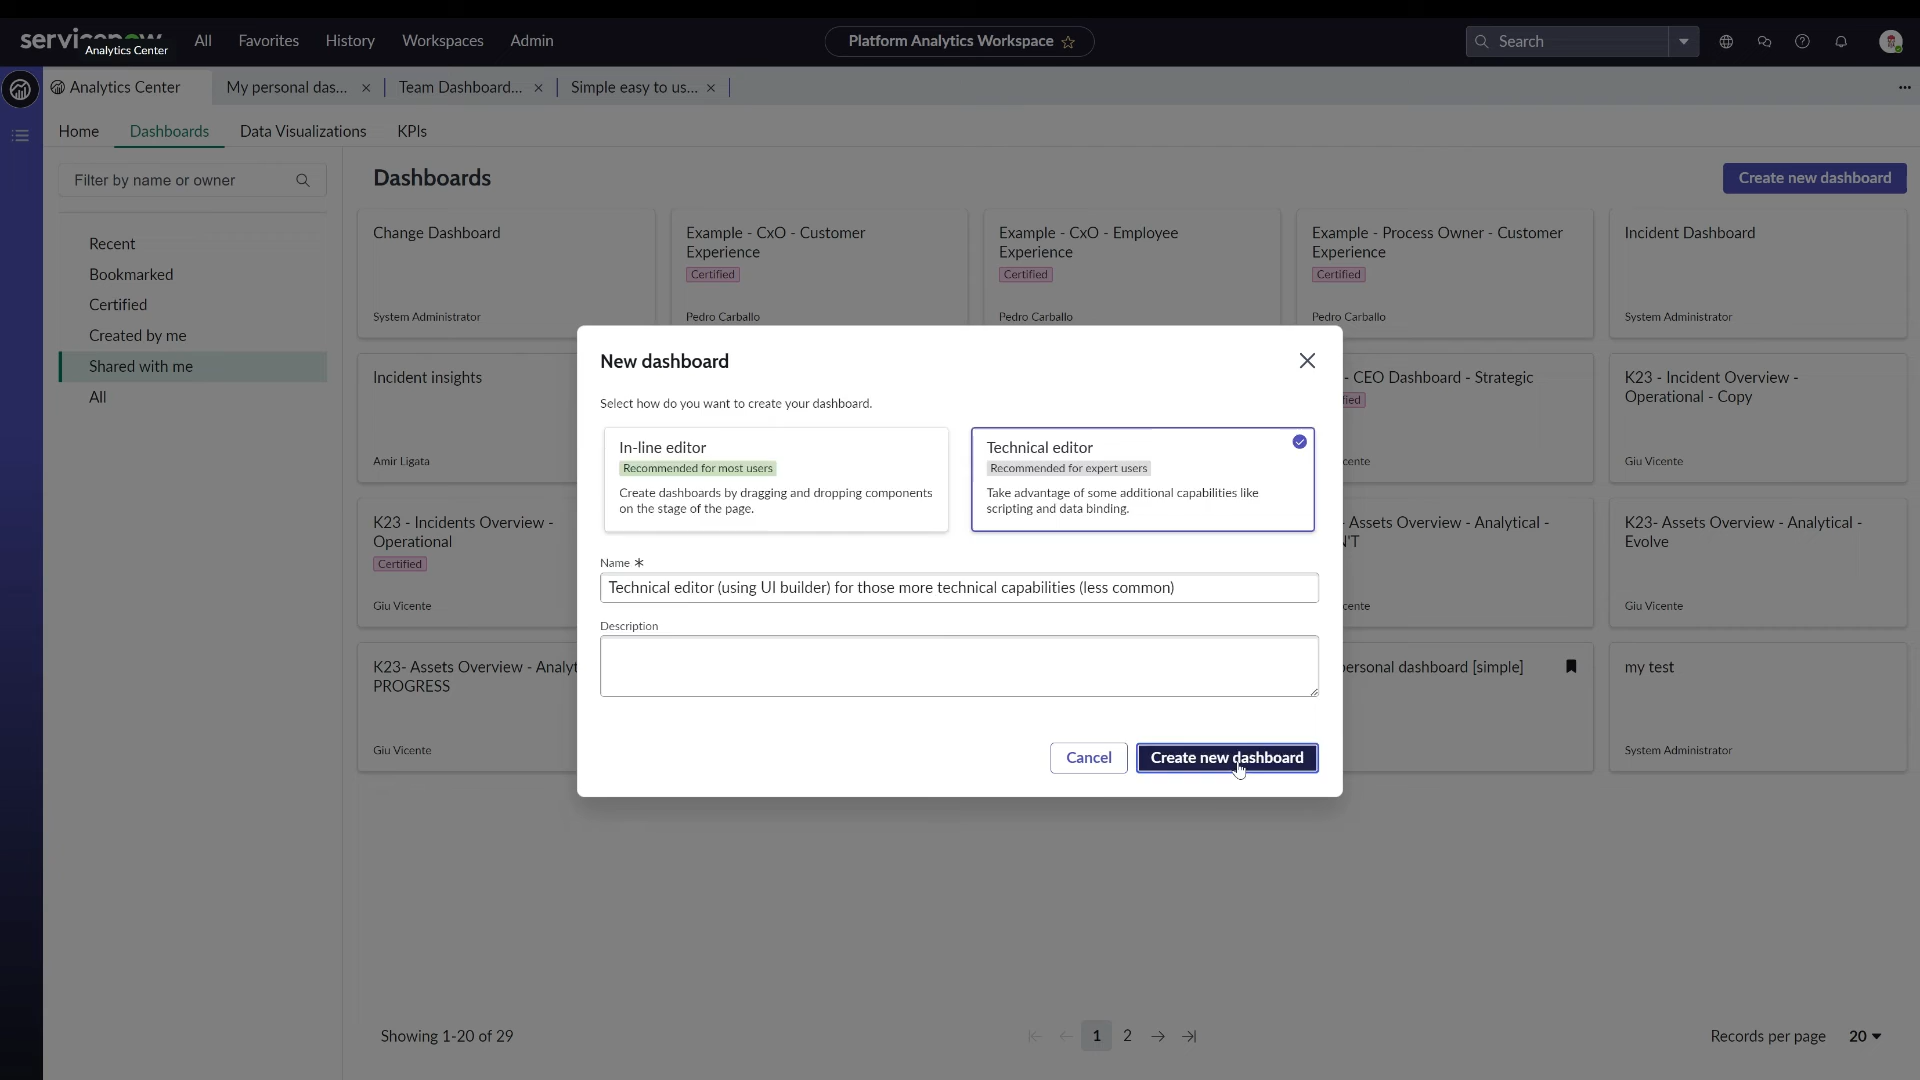 servicenow
Analytics Center
All
Favorites
History
Workspaces
Admin
Platform Analytics Workspace
Search
Analytics Center
My personal das...
Team Dashboard...
Simple easy to us...
Home
Dashboards
Data Visualizations
KPIs
Filter by name or owner
Recent
Bookmarked
Certified
Created by me
Shared with me
All
Dashboards
Create new dashboard
Change Dashboard
System Administrator
Example - CxO - Customer
Experience
Certified
Pedro Carballo
Example - CxO - Employee
Experience
Certified
Pedro Carballo
Example - Process Owner - Customer
Experience
Certified
Pedro Carballo
Incident Dashboard
System Administrator
Incident insights
Amir Ligata
- CEO Dashboard - Strategic
K23 - Incident Overview -
Operational - Copy
Giu Vicente
K23 - Incidents Overview -
Operational
Certified
Giu Vicente
Assets Overview - Analytical -
K23- Assets Overview - Analytical -
Evolve
Giu Vicente
K23- Assets Overview - Analyt
PROGRESS
Giu Vicente
personal dashboard [simple]
my test
System Administrator
New dashboard
Select how do you want to create your dashboard.
In-line editor
Recommended for most users
Create dashboards by dragging and dropping components
on the stage of the page.
Technical editor
Recommended for expert users
Take advantage of some additional capabilities like
scripting and data binding.
Name *
Technical editor (using UI builder) for those more technical capabilities (less common)
Description
Cancel
Create new dashboard
Showing 1-20 of 29
1
2
Records per page
20